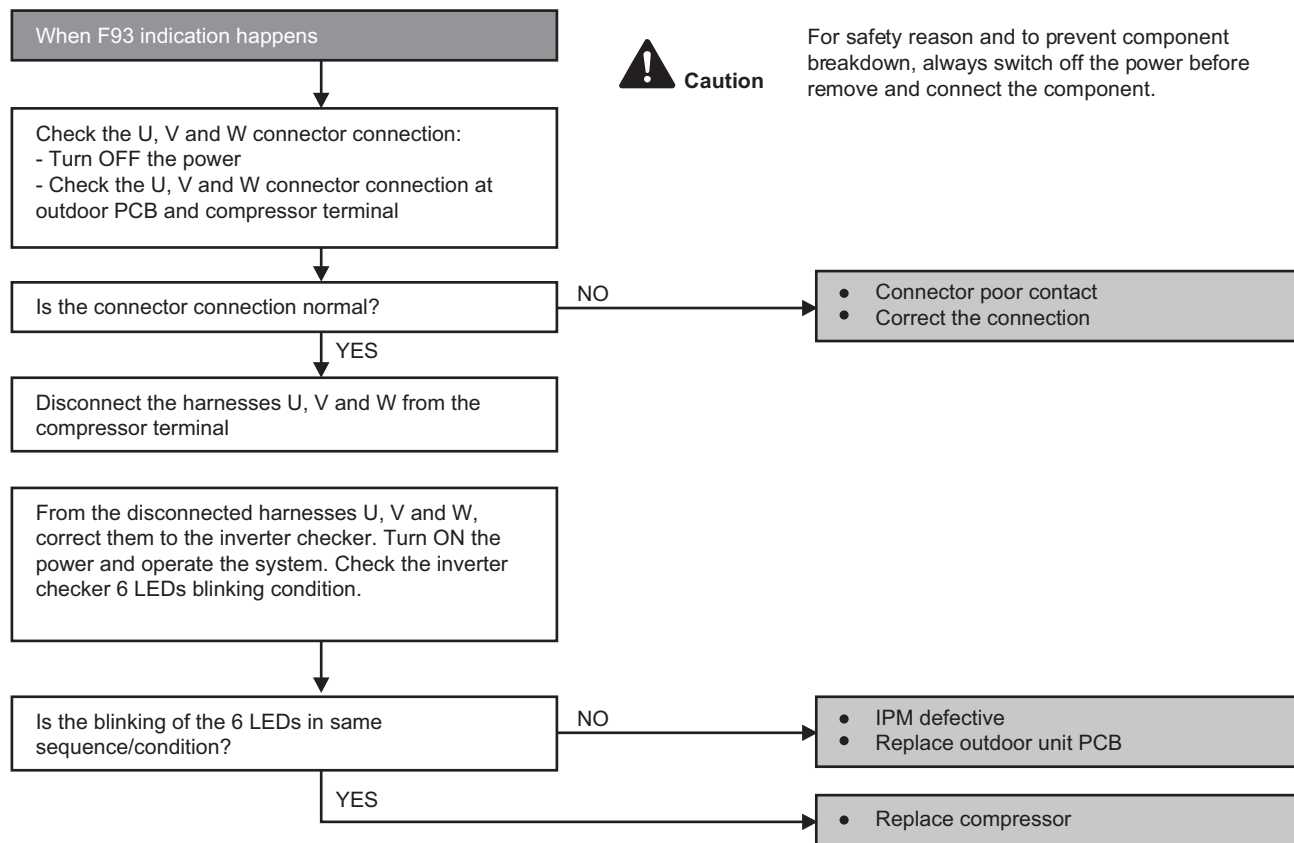 When F93 indication happens
Caution
For safety reason and to prevent component
breakdown, always switch off the power before
remove and connect the component.
Check the U, V and W connector connection:
- Turn OFF the power
- Check the U, V and W connector connection at
outdoor PCB and compressor terminal
Is the connector connection normal?
NO
● Connector poor contact
● Correct the connection
YES
Disconnect the harnesses U, V and W from the
compressor terminal
From the disconnected harnesses U, V and W,
correct them to the inverter checker. Turn ON the
power and operate the system. Check the inverter
checker 6 LEDs blinking condition.
Is the blinking of the 6 LEDs in same
sequence/condition?
NO
● IPM defective
● Replace outdoor unit PCB
YES
● Replace compressor